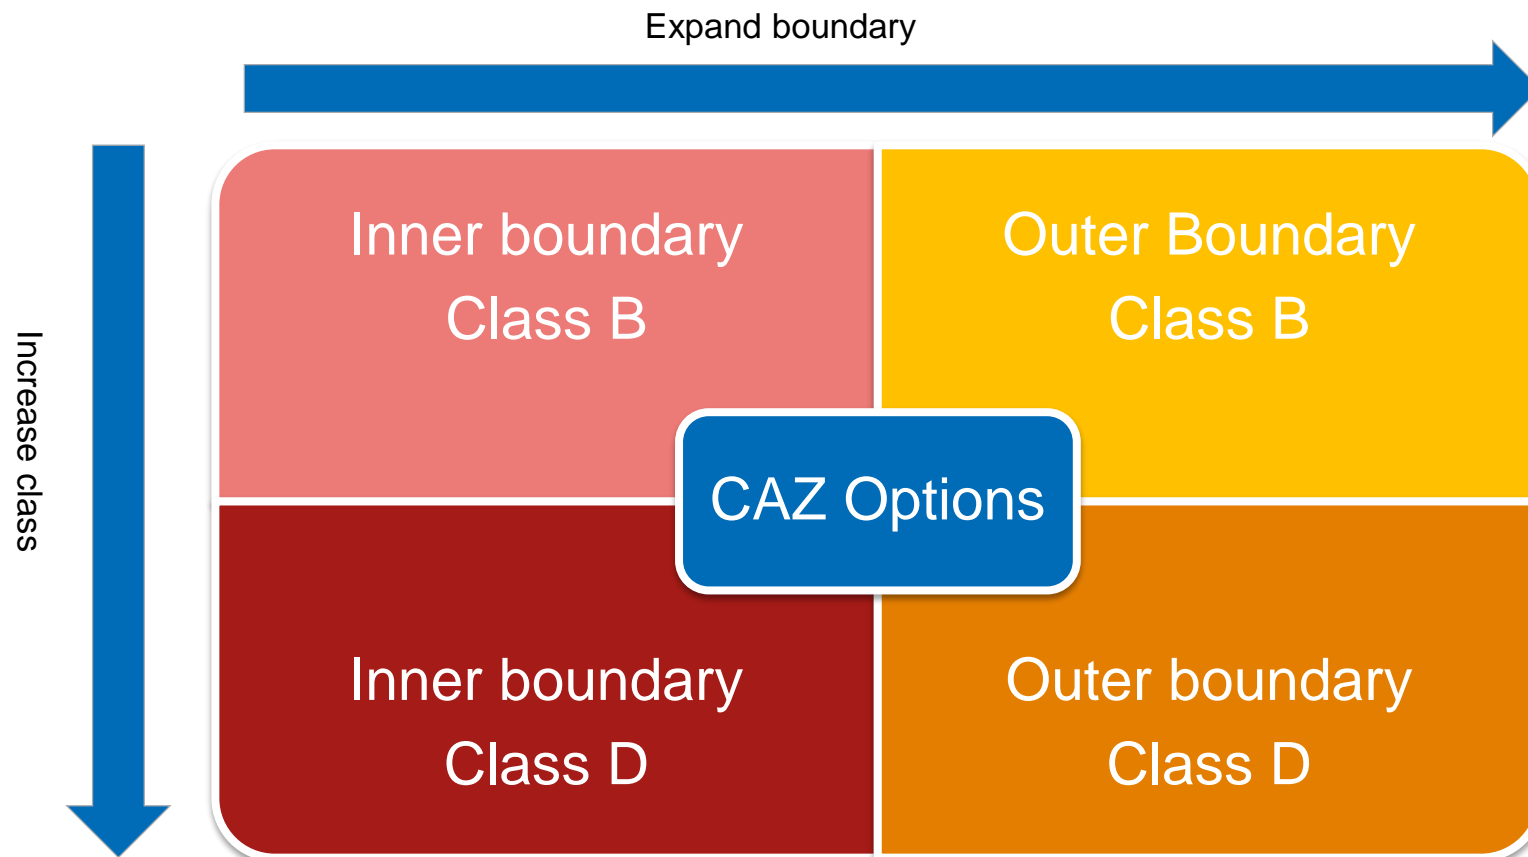 Expand boundary
Increase class
Inner boundary
Class B
Outer Boundary
Class B
CAZ Options
Inner boundary
Class D
Outer boundary
Class D